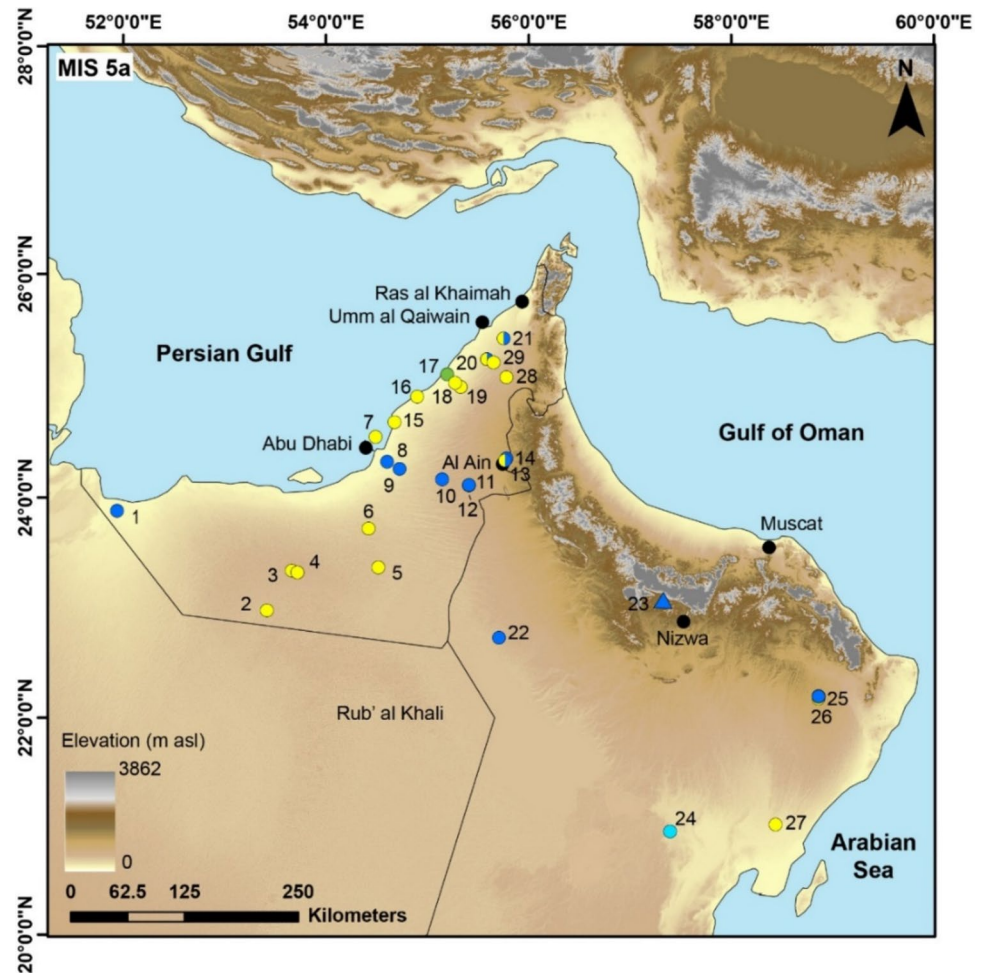 52°0'0"E 54°0'0"E 56°0'0"E 58°0'0"E 60°0'0"E
28°0'0"N
26°0'0"N
24°0'0"N
22°0'0"N
20°0'0"N
MIS 5a
N
Ras al Khaimah
Umm al Qaiwain
Persian Gulf
21
17 20 29
28
16 18 19
7 15
Abu Dhabi
8
Gulf of Oman
Al Ain 14
13
9
10 11
12
1
6
Muscat
3 4
5
2
23
Nizwa
22
25
26
Rub' al Khali
Elevation (m asl)
3862
0
24
27
Arabian
Sea
0 62.5 125 250
Kilometers